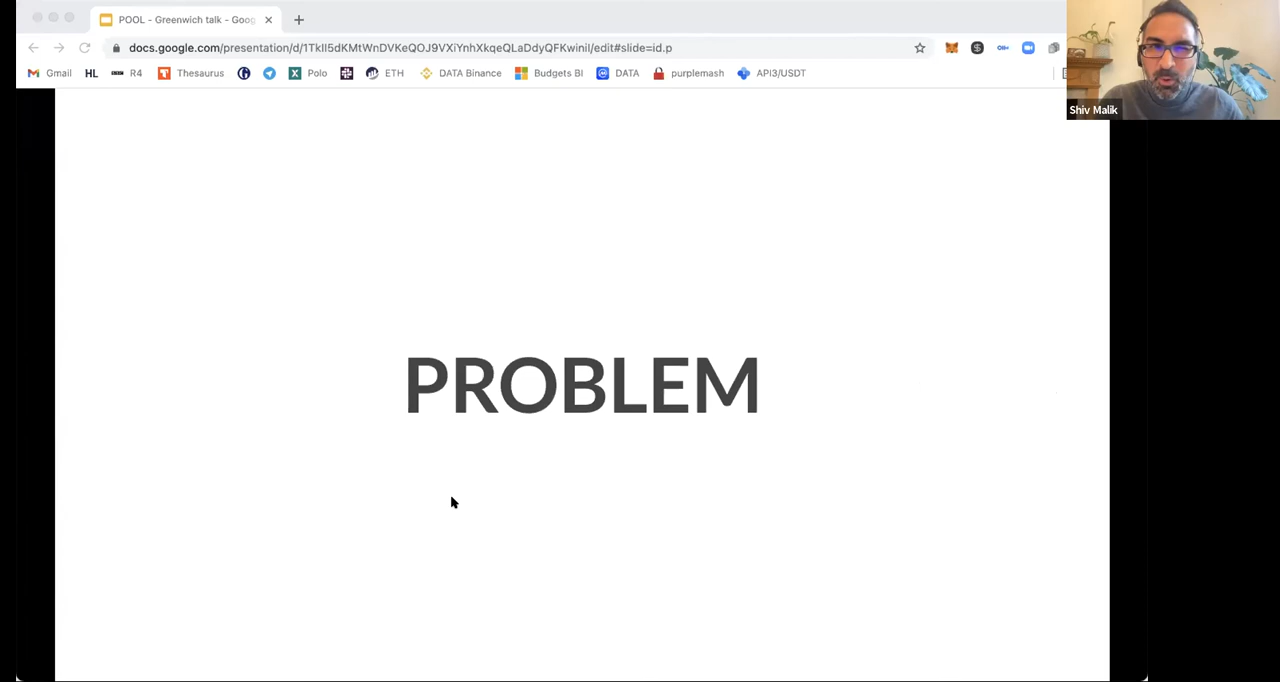 POOL - Greenwich talk - Goog
docs.google.com/presentation/d/1TkIl5dKMtWnDVKeQOJ9VXiYnhXkqeQLaDdyQFKwiniI/edit#slide=id.p
Gmail HL R4 Thesaurus Polo ETH DATA Binance Budgets BI DATA purplemash API3/USDT
Shiv Malik
PROBLEM